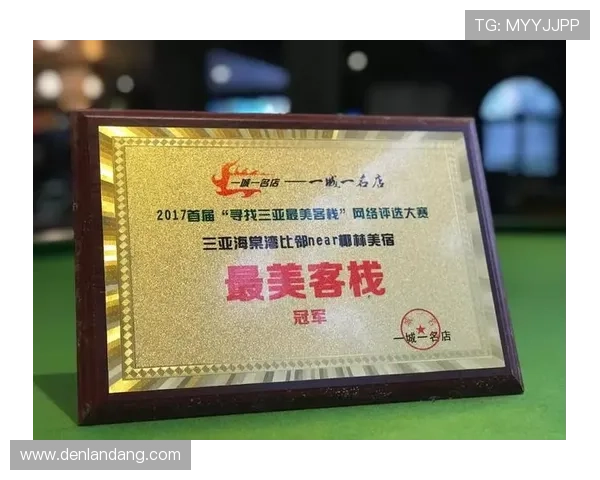 TG: MYYJJPP
一城一名店 —— 一城一名店
2017首届“寻找三亚最美客栈”网络评选大赛
三亚海棠湾比邻near椰林美宿
最美客栈
冠军
一城一名店
www.denlandang.com